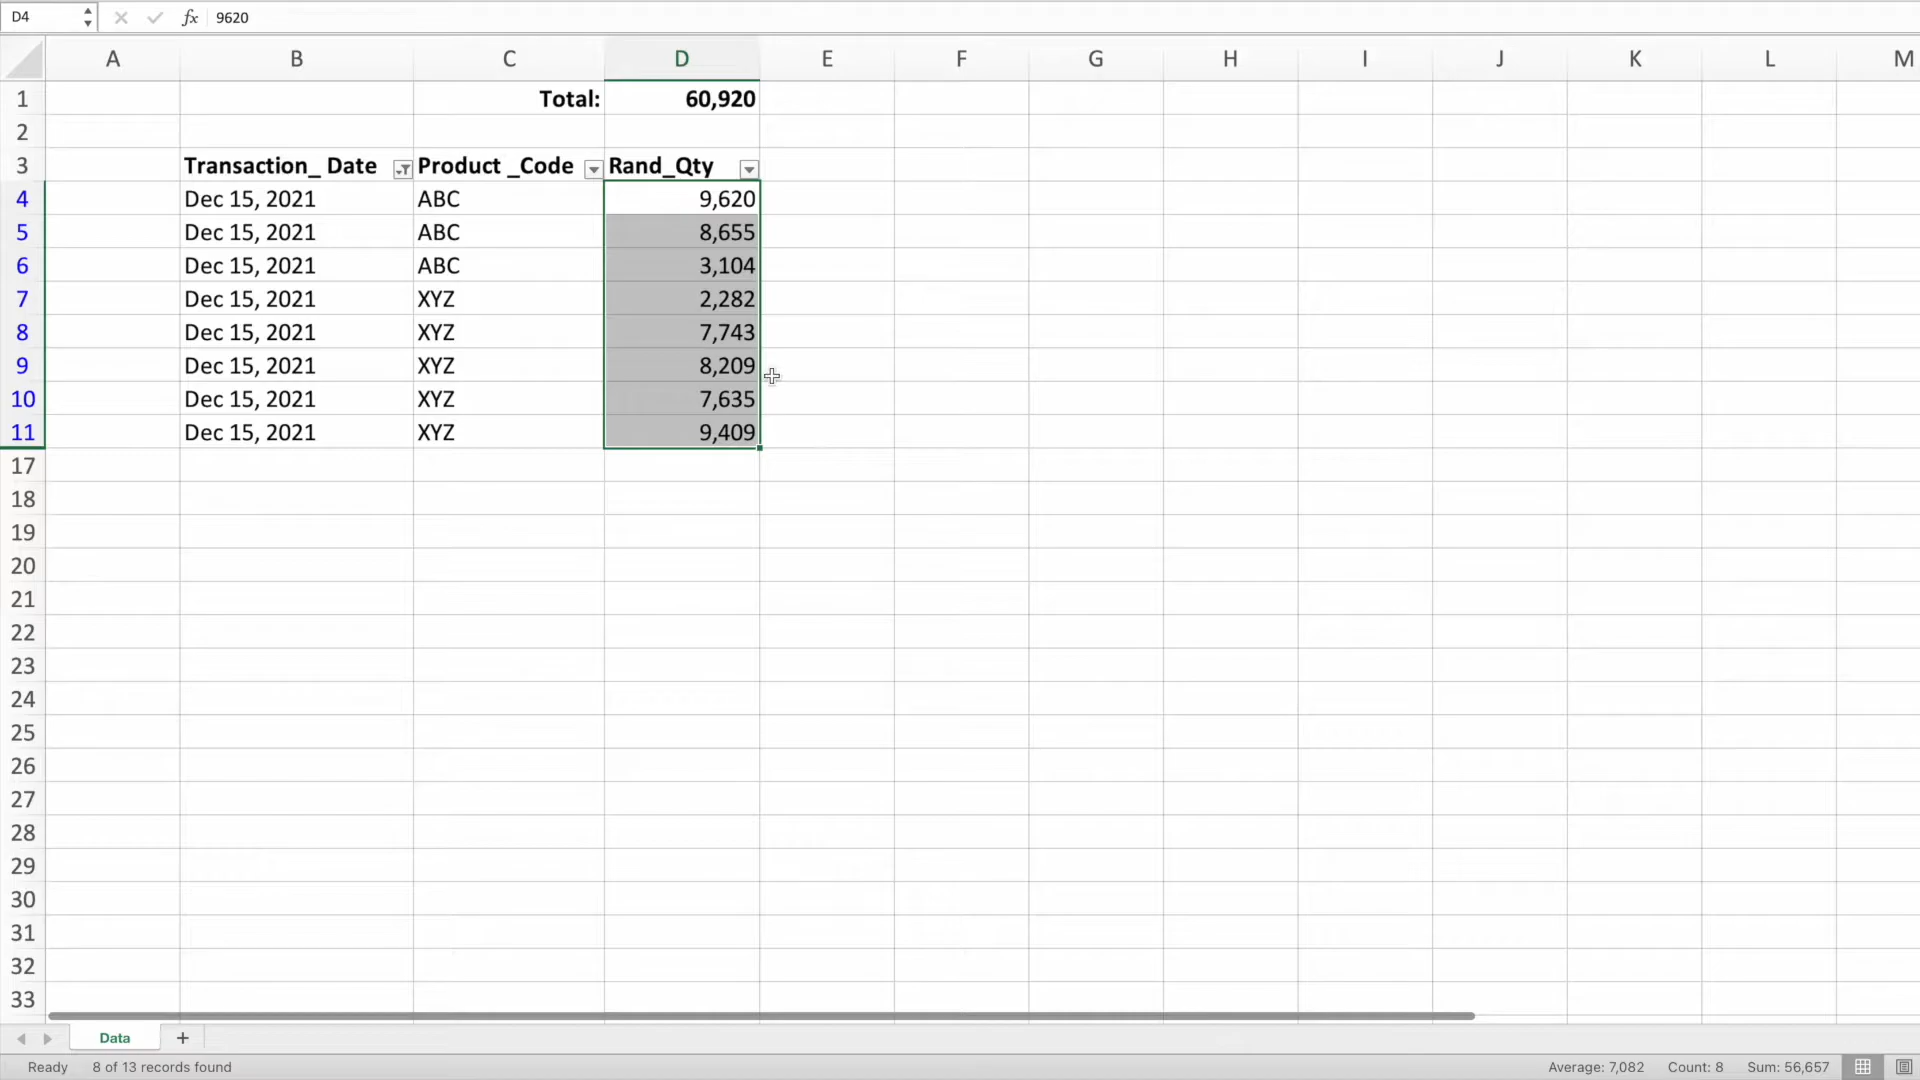 D4 fx 9620
A B C D E F G H I J K L M
1 Total: 60,920
2
3 Transaction_ Date Product _Code Rand_Qty
4 Dec 15, 2021 ABC 9,620
5 Dec 15, 2021 ABC 8,655
6 Dec 15, 2021 ABC 3,104
7 Dec 15, 2021 XYZ 2,282
8 Dec 15, 2021 XYZ 7,743
9 Dec 15, 2021 XYZ 8,209
10 Dec 15, 2021 XYZ 7,635
11 Dec 15, 2021 XYZ 9,409
17
18
19
20
21
22
23
24
25
26
27
28
29
30
31
32
33
Data +
Ready 8 of 13 records found Average: 7,082 Count: 8 Sum: 56,657